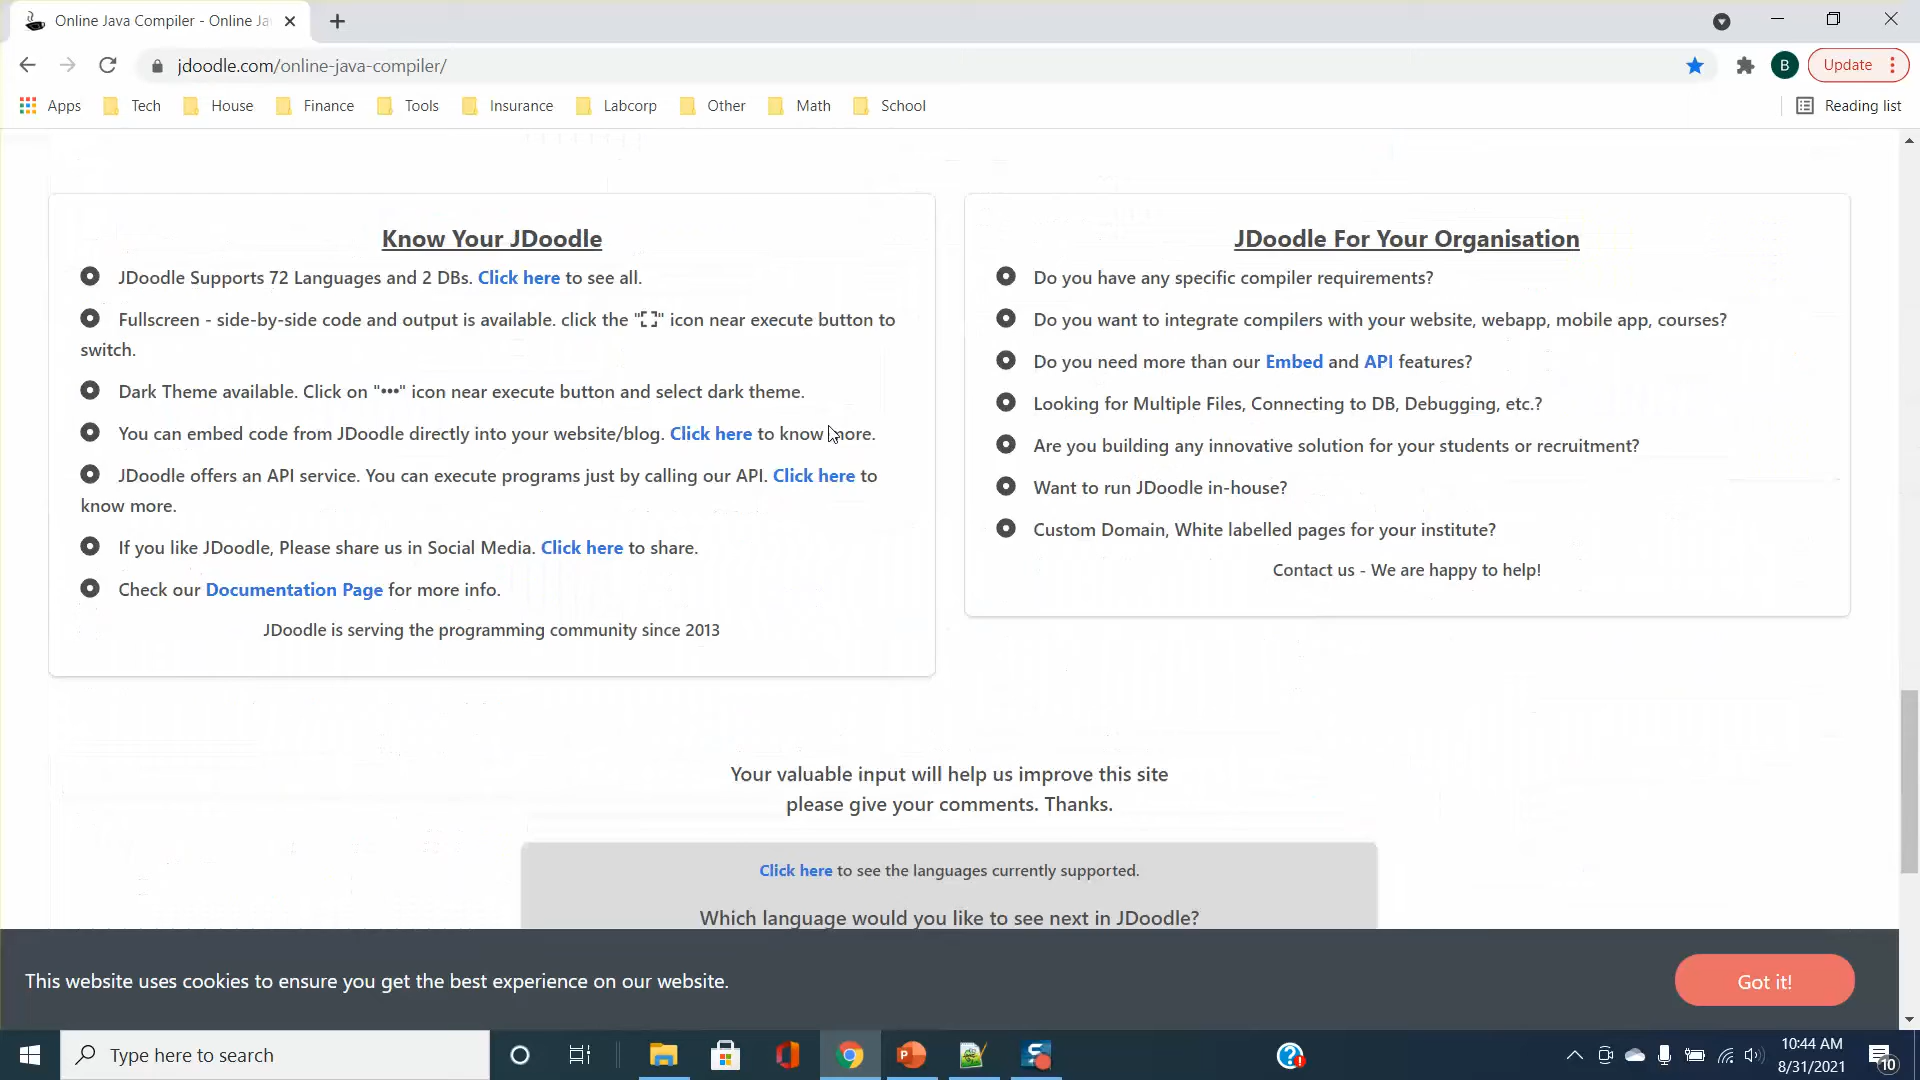 Online Java Compiler - Online Ja
jdoodle.com/online-java-compiler/
B
Update
Apps
Tech
House
Finance
Tools
Insurance
Labcorp
Other
Math
School
Reading list
Know Your JDoodle
JDoodle Supports 72 Languages and 2 DBs. Click here to see all.
Fullscreen - side-by-side code and output is available. click the "⛶" icon near execute button to
switch.
Dark Theme available. Click on "•••" icon near execute button and select dark theme.
You can embed code from JDoodle directly into your website/blog. Click here to know more.
JDoodle offers an API service. You can execute programs just by calling our API. Click here to
know more.
If you like JDoodle, Please share us in Social Media. Click here to share.
Check our Documentation Page for more info.
JDoodle is serving the programming community since 2013
JDoodle For Your Organisation
Do you have any specific compiler requirements?
Do you want to integrate compilers with your website, webapp, mobile app, courses?
Do you need more than our Embed and API features?
Looking for Multiple Files, Connecting to DB, Debugging, etc.?
Are you building any innovative solution for your students or recruitment?
Want to run JDoodle in-house?
Custom Domain, White labelled pages for your institute?
Contact us - We are happy to help!
Your valuable input will help us improve this site
please give your comments. Thanks.
Click here to see the languages currently supported.
Which language would you like to see next in JDoodle?
This website uses cookies to ensure you get the best experience on our website.
Got it!
Type here to search
10:44 AM
8/31/2021
10